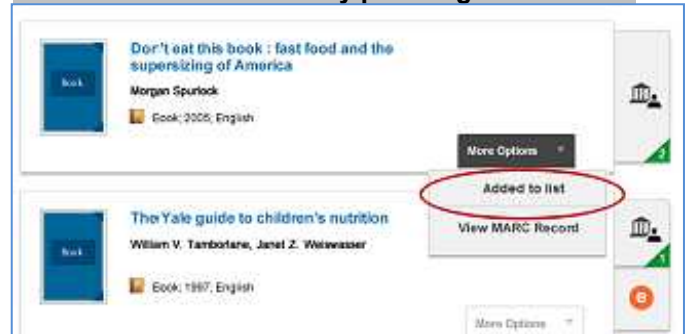 Book
Don't eat this book : fast food and the
supersizing of America
Morgan Spurlock
Book; 2005; English
More Options
2
Added to list
View MARC Record
Book
The Yale guide to children's nutrition
William V. Tamborlane, Janet Z. Weiswasser
Book; 1997; English
1
More Options